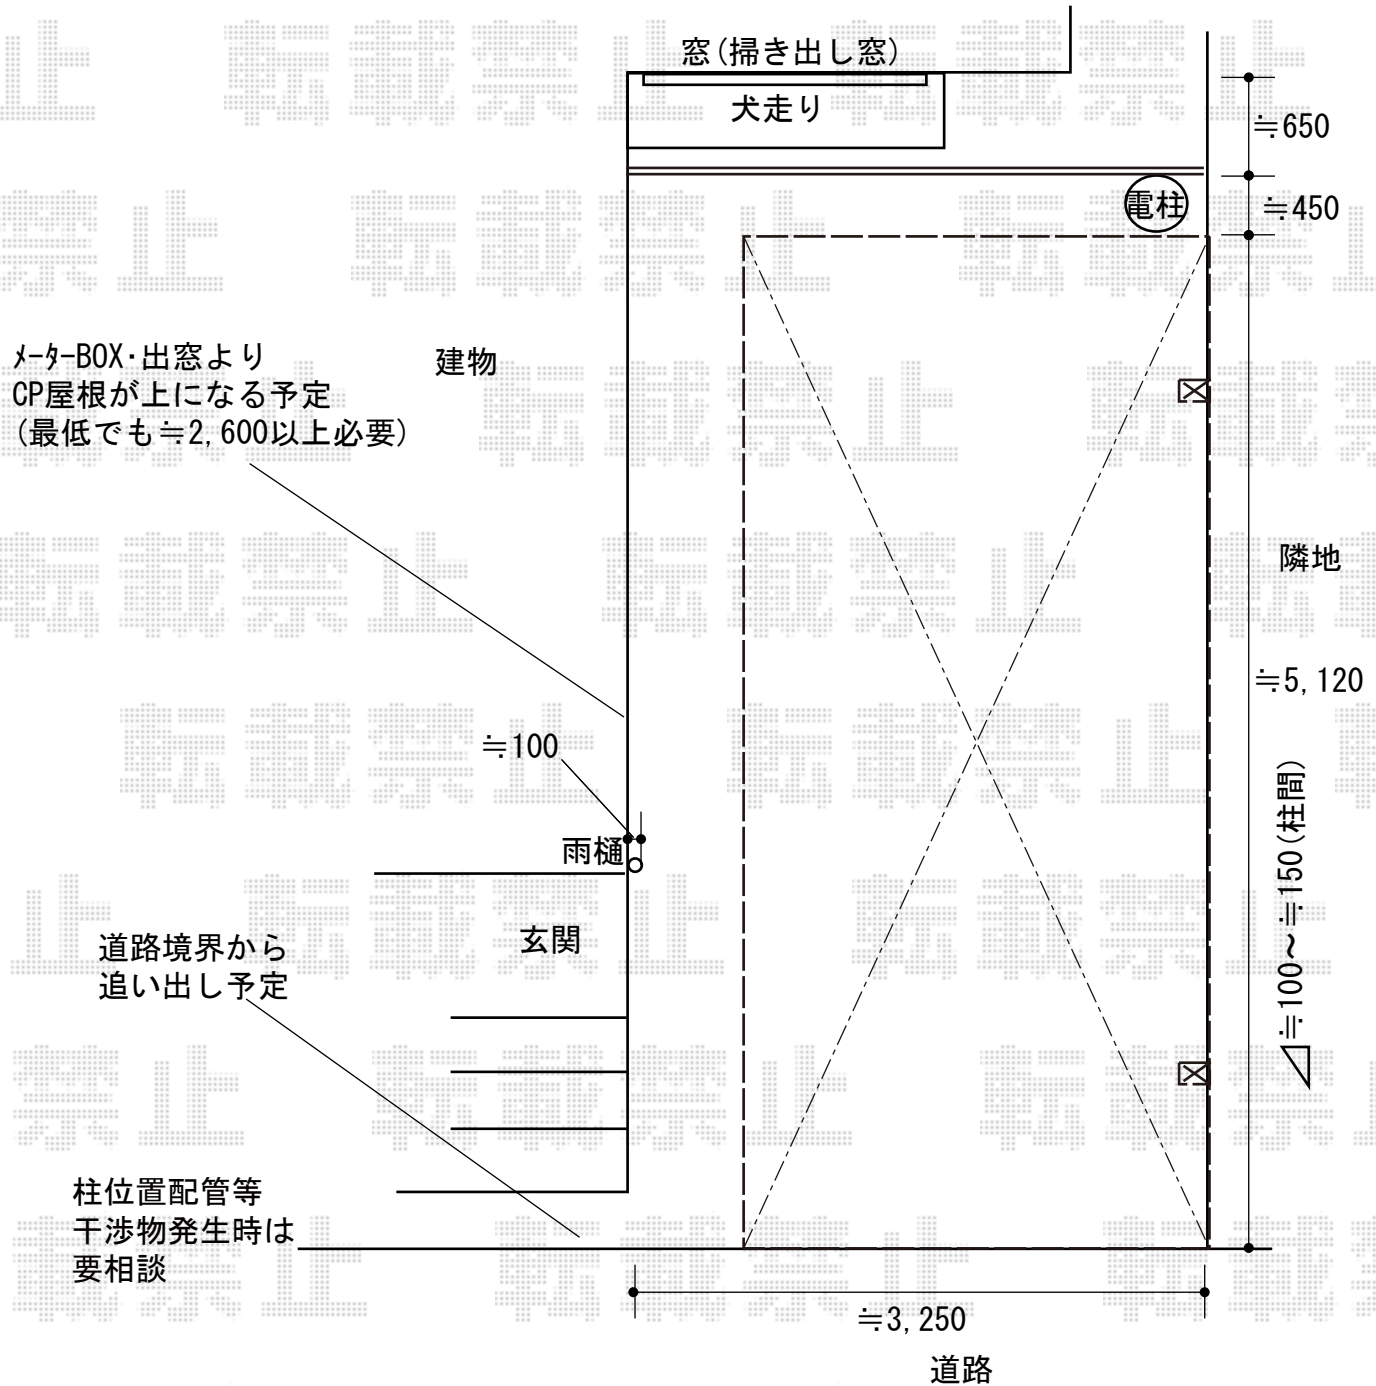 窓(掃き出し窓)
犬走り
≒650
電柱
≒450
メーターBOX・出窓より
CP屋根が上になる予定
(最低でも≒2,600以上必要)
建物
隣地
≒5,120
≒100
≒100～≒150(柱間)
雨樋
玄関
道路境界から
追い出し予定
柱位置配管等
干渉物発生時は
要相談
≒3,250
道路
転載禁止